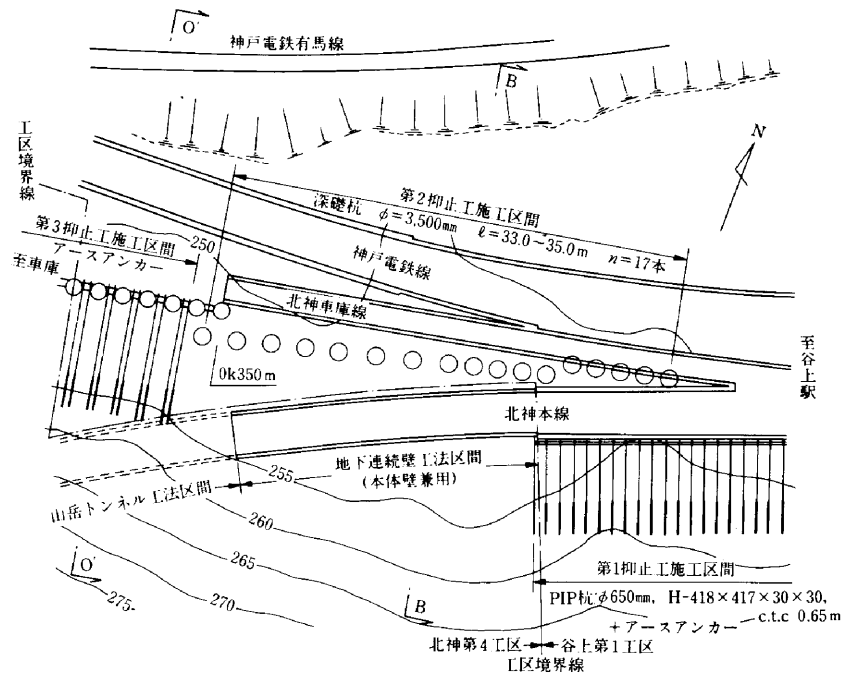 O'
神戸電鉄有馬線
B
N
工区境界線
第2抑止工施工区間
深礎杭 φ=3,500mm ℓ=33.0~35.0m n=17本
第3抑止工施工区間
アースアンカー
250
至車庫
神戸電鉄線
北神車庫線
至谷上駅
0k350m
北神本線
地下連続壁工法区間
(本体壁兼用)
255
山岳トンネル工法区間
260
265
270
275
O'
B
第1抑止工施工区間
PIP杭φ650mm, H-418×417×30×30,
c.t.c 0.65m
+アースアンカー
北神第4工区
谷上第1工区
工区境界線